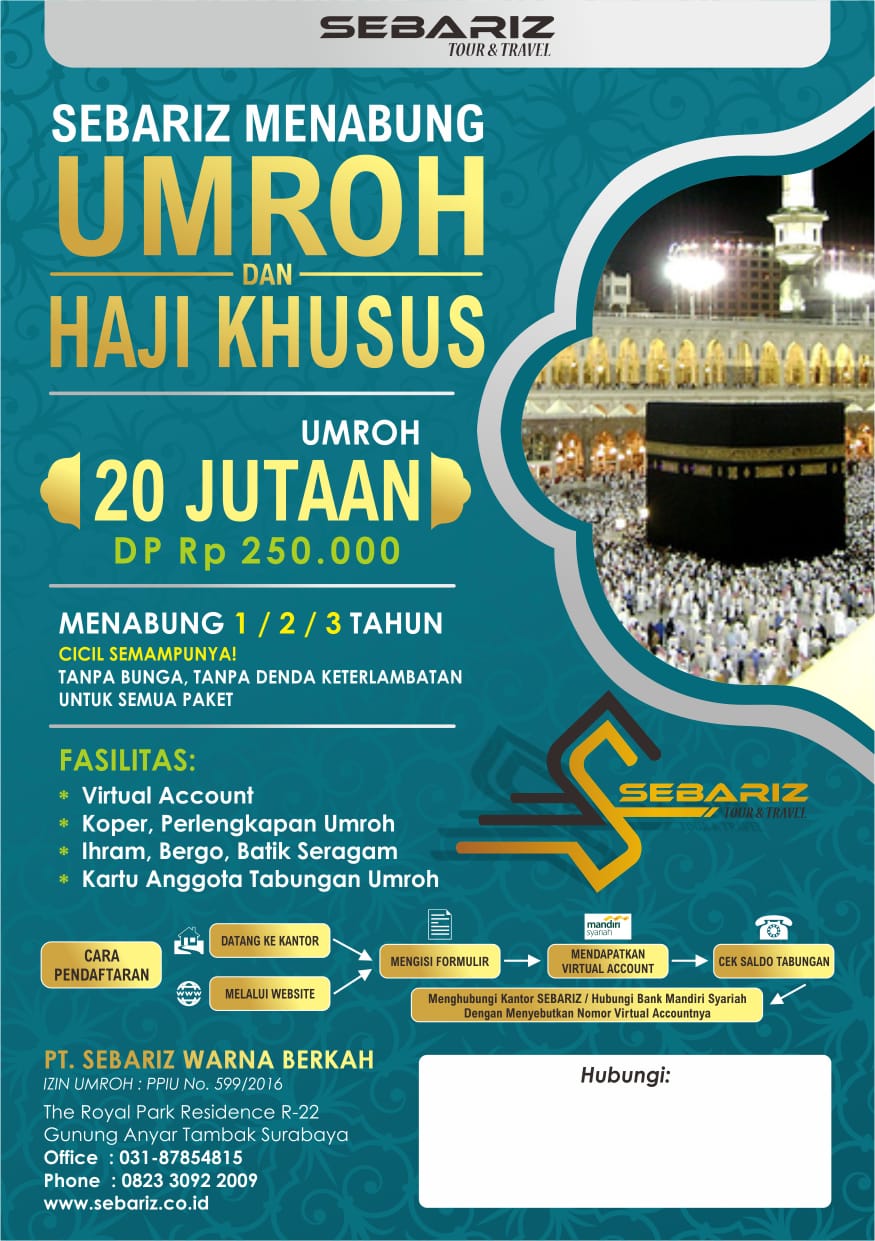 SEBARIZ
TOUR & TRAVEL
SEBARIZ MENABUNG
UMROH
DAN
HAJI KHUSUS
UMROH
20 JUTAAN
DP Rp 250.000
MENABUNG 1 / 2 / 3 TAHUN
CICIL SEMAMPUNYA!
TANPA BUNGA, TANPA DENDA KETERLAMBATAN
UNTUK SEMUA PAKET
FASILITAS:
* Virtual Account
* Koper, Perlengkapan Umroh
* Ihram, Bergo, Batik Seragam
* Kartu Anggota Tabungan Umroh
SEBARIZ
TOUR & TRAVEL
CARA
PENDAFTARAN
DATANG KE KANTOR
www
MELALUI WEBSITE
MENGISI FORMULIR
mandiri
syariah
MENDAPATKAN
VIRTUAL ACCOUNT
CEK SALDO TABUNGAN
Menghubungi Kantor SEBARIZ / Hubungi Bank Mandiri Syariah
Dengan Menyebutkan Nomor Virtual Accountnya
PT. SEBARIZ WARNA BERKAH
IZIN UMROH : PPIU No. 599/2016
The Royal Park Residence R-22
Gunung Anyar Tambak Surabaya
Office : 031-87854815
Phone : 0823 3092 2009
www.sebariz.co.id
Hubungi: